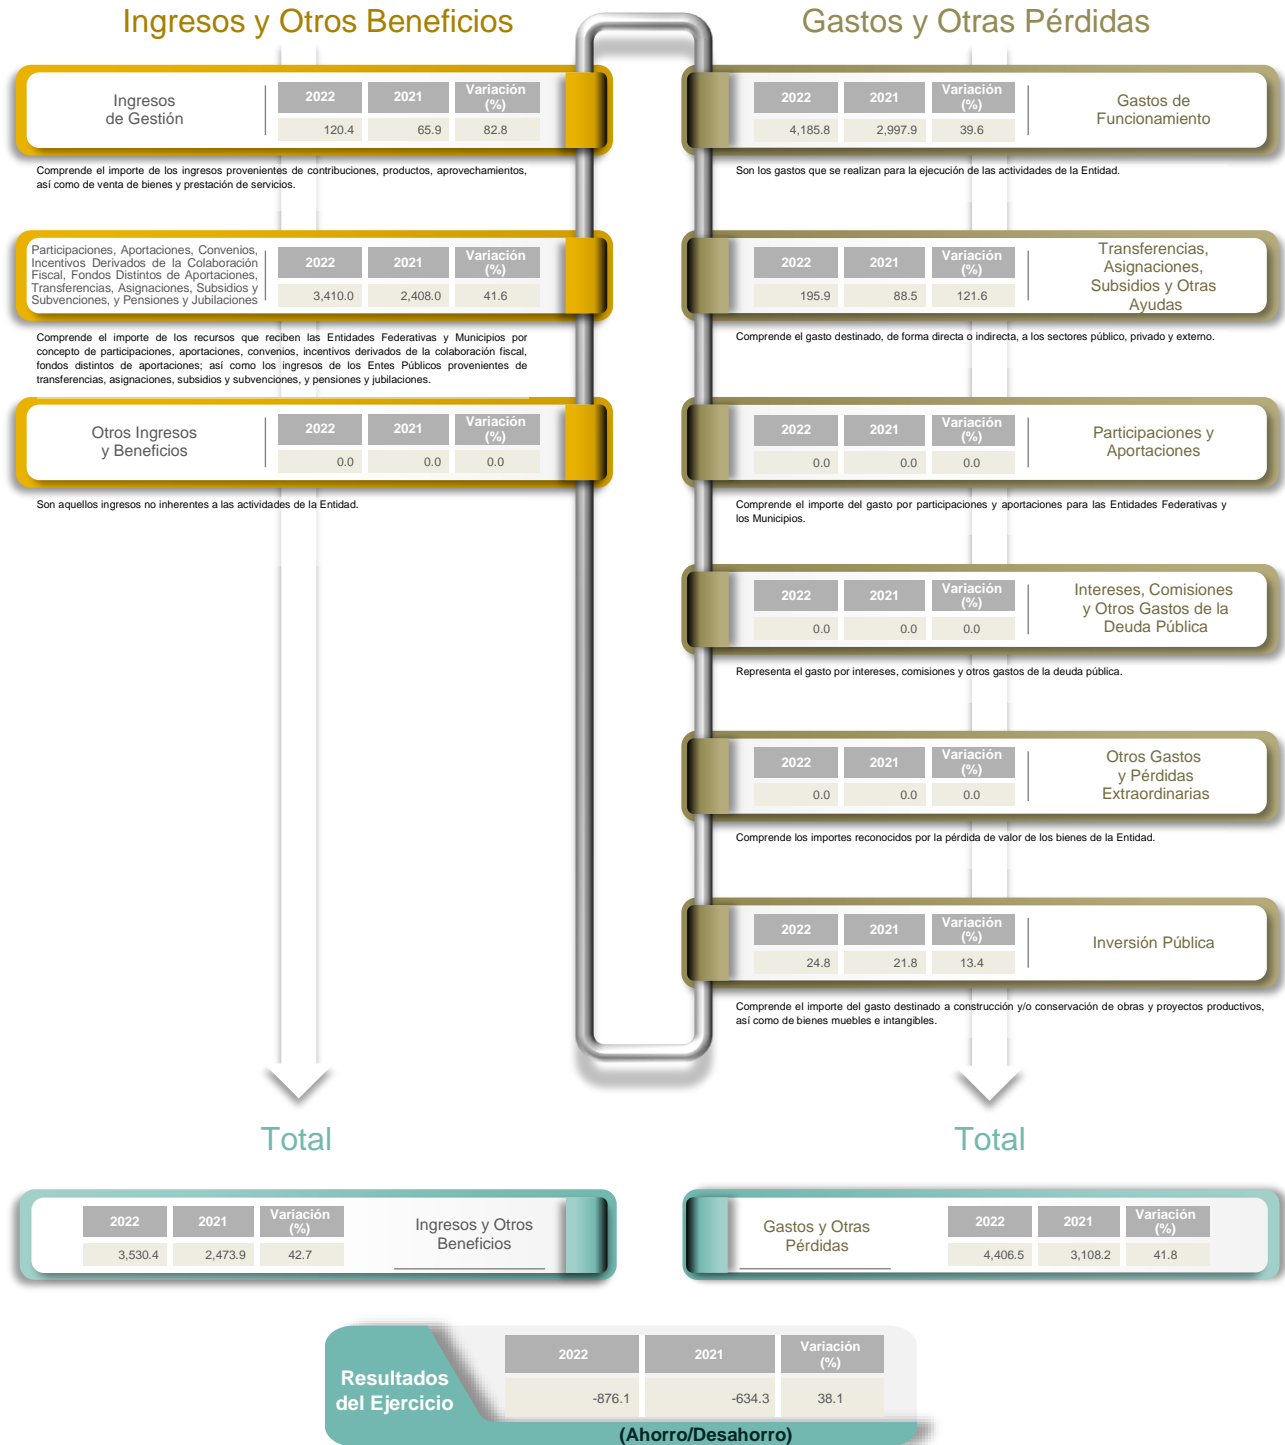 Ingresos y Otros Beneficios
Ingresos
de Gestión
2022 2021 Variación
(%)
120.4 65.9 82.8
Comprende el importe de los ingresos provenientes de contribuciones, productos, aprovechamientos,
así como de venta de bienes y prestación de servicios.
Participaciones, Aportaciones, Convenios,
Incentivos Derivados de la Colaboración
Fiscal, Fondos Distintos de Aportaciones,
Transferencias, Asignaciones, Subsidios y
Subvenciones, y Pensiones y Jubilaciones
2022 2021 Variación
(%)
3,410.0 2,408.0 41.6
Comprende el importe de los recursos que reciben las Entidades Federativas y Municipios por
concepto de participaciones, aportaciones, convenios, incentivos derivados de la colaboración fiscal,
fondos distintos de aportaciones; así como los ingresos de los Entes Públicos provenientes de
transferencias, asignaciones, subsidios y subvenciones, y pensiones y jubilaciones.
Otros Ingresos
y Beneficios
2022 2021 Variación
(%)
0.0 0.0 0.0
Son aquellos ingresos no inherentes a las actividades de la Entidad.
Gastos y Otras Pérdidas
2022 2021 Variación
(%)
4,185.8 2,997.9 39.6
Gastos de
Funcionamiento
Son los gastos que se realizan para la ejecución de las actividades de la Entidad.
2022 2021 Variación
(%)
195.9 88.5 121.6
Transferencias,
Asignaciones,
Subsidios y Otras
Ayudas
Comprende el gasto destinado, de forma directa o indirecta, a los sectores público, privado y externo.
2022 2021 Variación
(%)
0.0 0.0 0.0
Participaciones y
Aportaciones
Comprende el importe del gasto por participaciones y aportaciones para las Entidades Federativas y
los Municipios.
2022 2021 Variación
(%)
0.0 0.0 0.0
Intereses, Comisiones
y Otros Gastos de la
Deuda Pública
Representa el gasto por intereses, comisiones y otros gastos de la deuda pública.
2022 2021 Variación
(%)
0.0 0.0 0.0
Otros Gastos
y Pérdidas
Extraordinarias
Comprende los importes reconocidos por la pérdida de valor de los bienes de la Entidad.
2022 2021 Variación
(%)
24.8 21.8 13.4
Inversión Pública
Comprende el importe del gasto destinado a construcción y/o conservación de obras y proyectos productivos,
así como de bienes muebles e intangibles.
Total
2022 2021 Variación
(%)
3,530.4 2,473.9 42.7
Ingresos y Otros
Beneficios
Total
Gastos y Otras
Pérdidas
2022 2021 Variación
(%)
4,406.5 3,108.2 41.8
Resultados
del Ejercicio
2022 2021 Variación
(%)
-876.1 -634.3 38.1
(Ahorro/Desahorro)